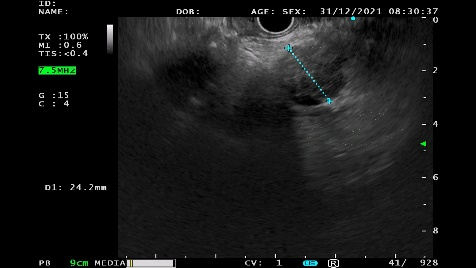 ID:
NAME: DOB: AGE: SEX: 31/12/2021 08:30:37
TX :100%
MI :0.6
TIS:<0.4
7.5MHz
G :15
C : 4
D1: 24.2mm
0
2
4
6
8
PB 9cm MEDIA CV: 1 US R 41/ 928